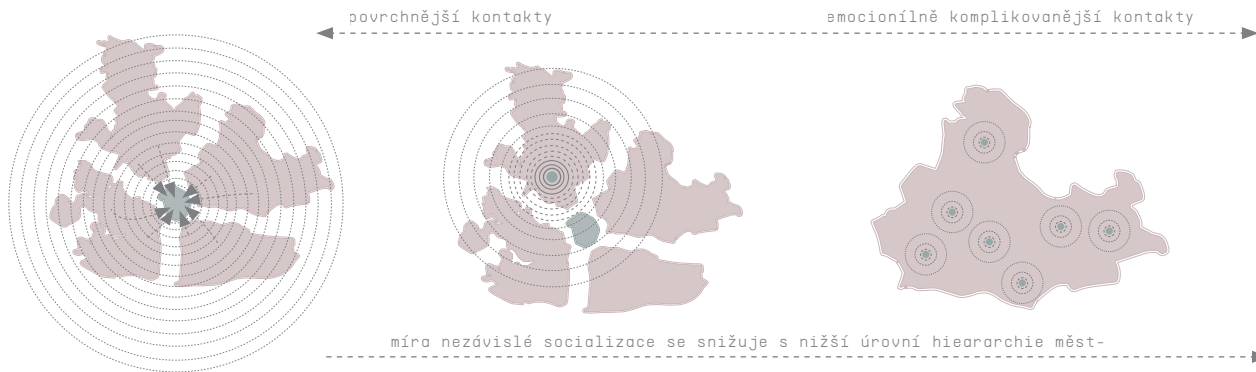 povrchnější kontakty
emocionílně komplikovanější kontakty
míra nezávislé socializace se snižuje s nižší úrovní hieararchie měst-